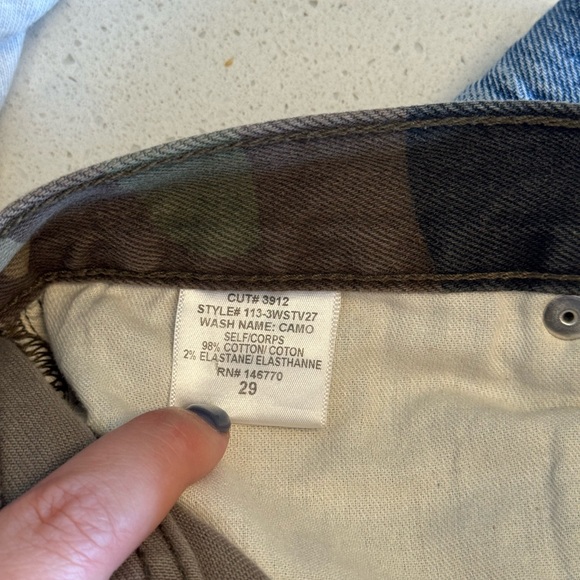 CUT# 3912
STYLE# 113-3WSTV27
WASH NAME: CAMO
SELF/CORPS
98% COTTON/ COTON
2% ELASTANE/ ELASTHANNE
RN# 146770
29